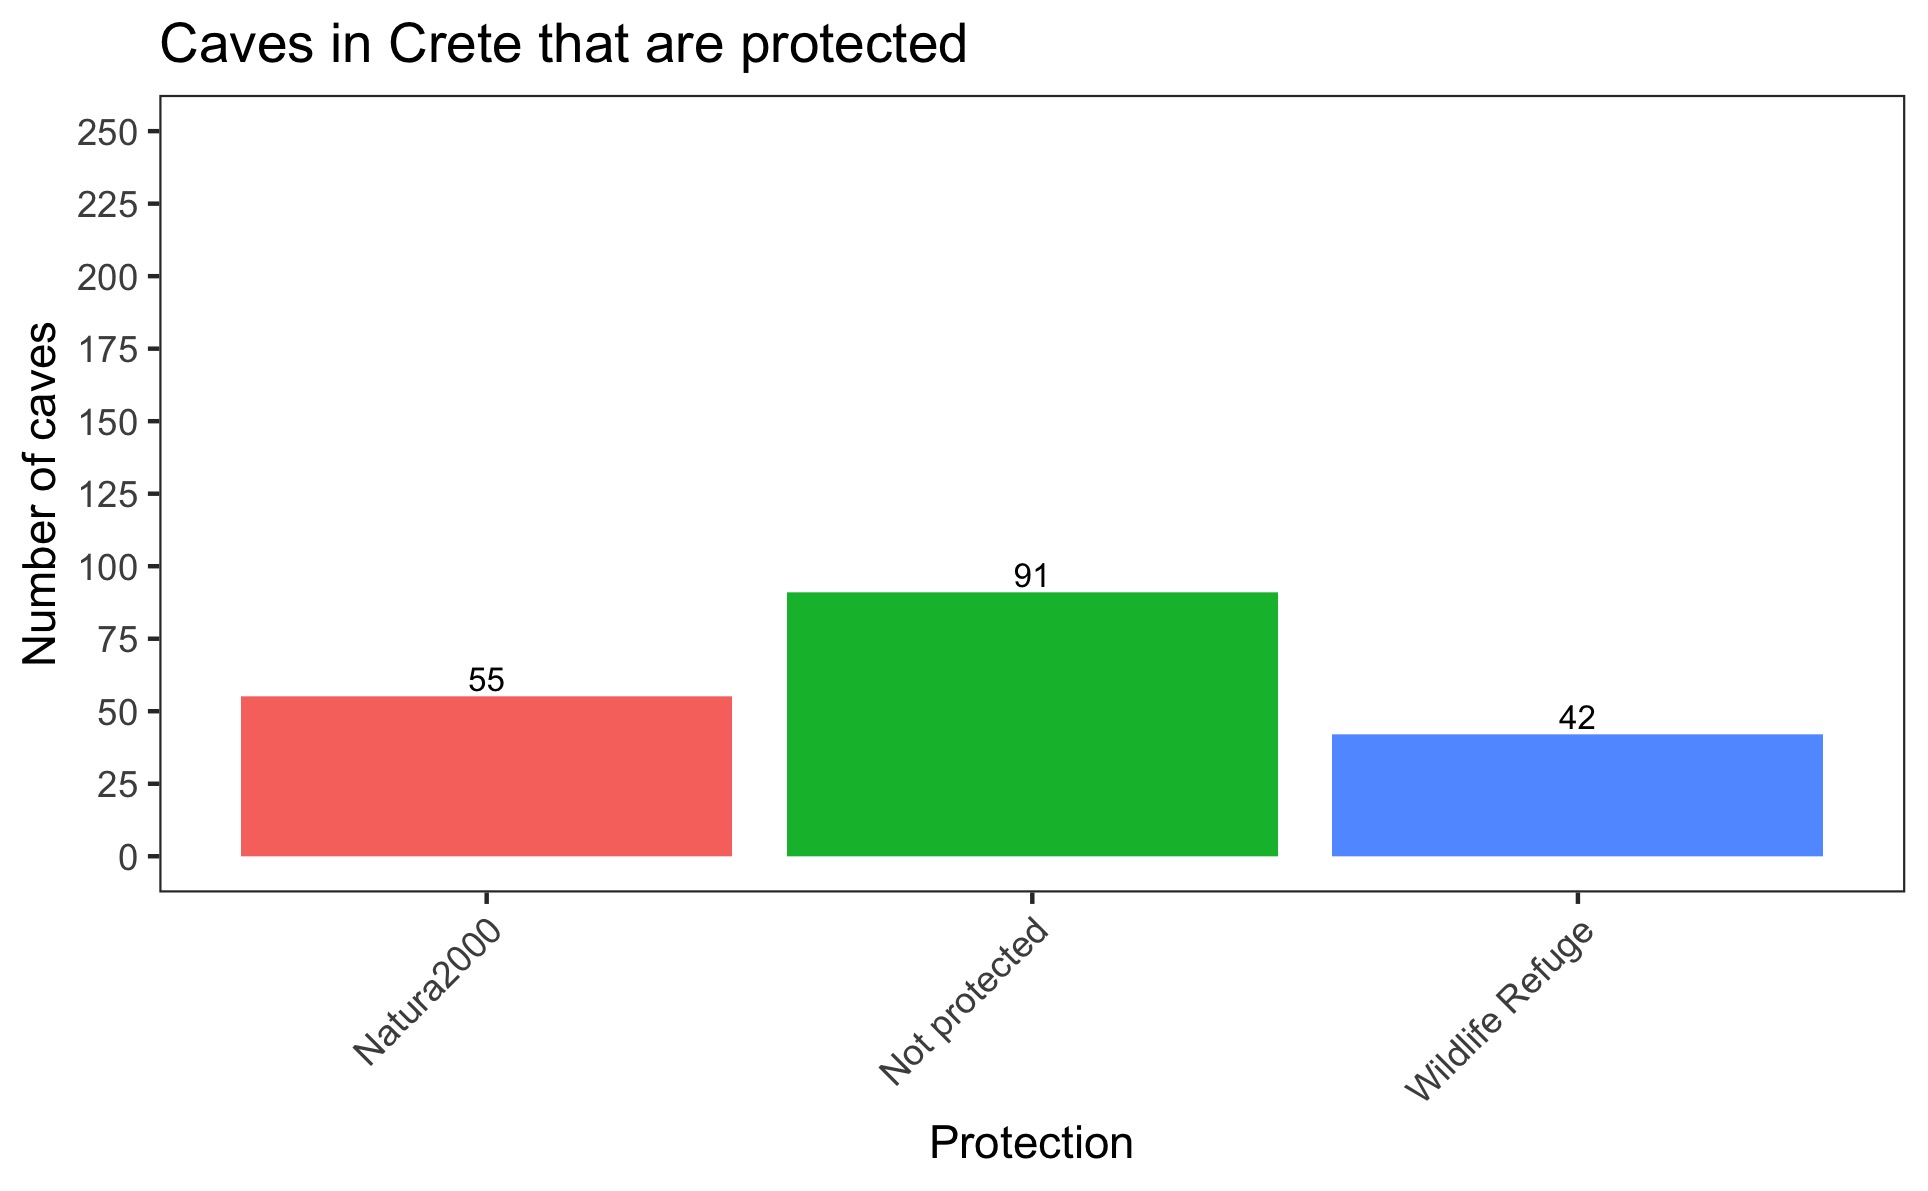 Caves in Crete that are protected
Number of caves
250
225
200
175
150
125
100
75
50
25
0
55
91
42
Natura2000
Not protected
Wildlife Refuge
Protection